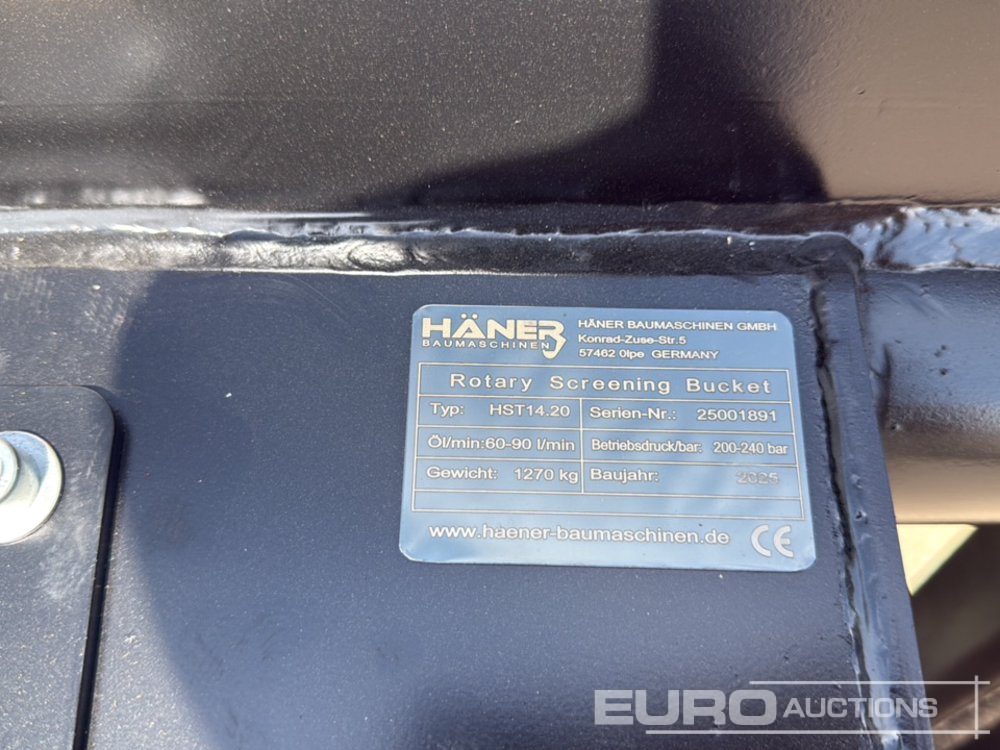 HÄNER
BAUMASCHINEN
HÄNER BAUMASCHINEN GMBH
Konrad-Zuse-Str.5
57462 Olpe GERMANY
Rotary Screening Bucket
Typ: HST14.20 Serien-Nr.: 25001891
Öl/min:60-90 l/min Betriebsdruck/bar: 200-240 bar
Gewicht: 1270 kg Baujahr: 2025
www.haener-baumaschinen.de CE
EURO AUCTIONS